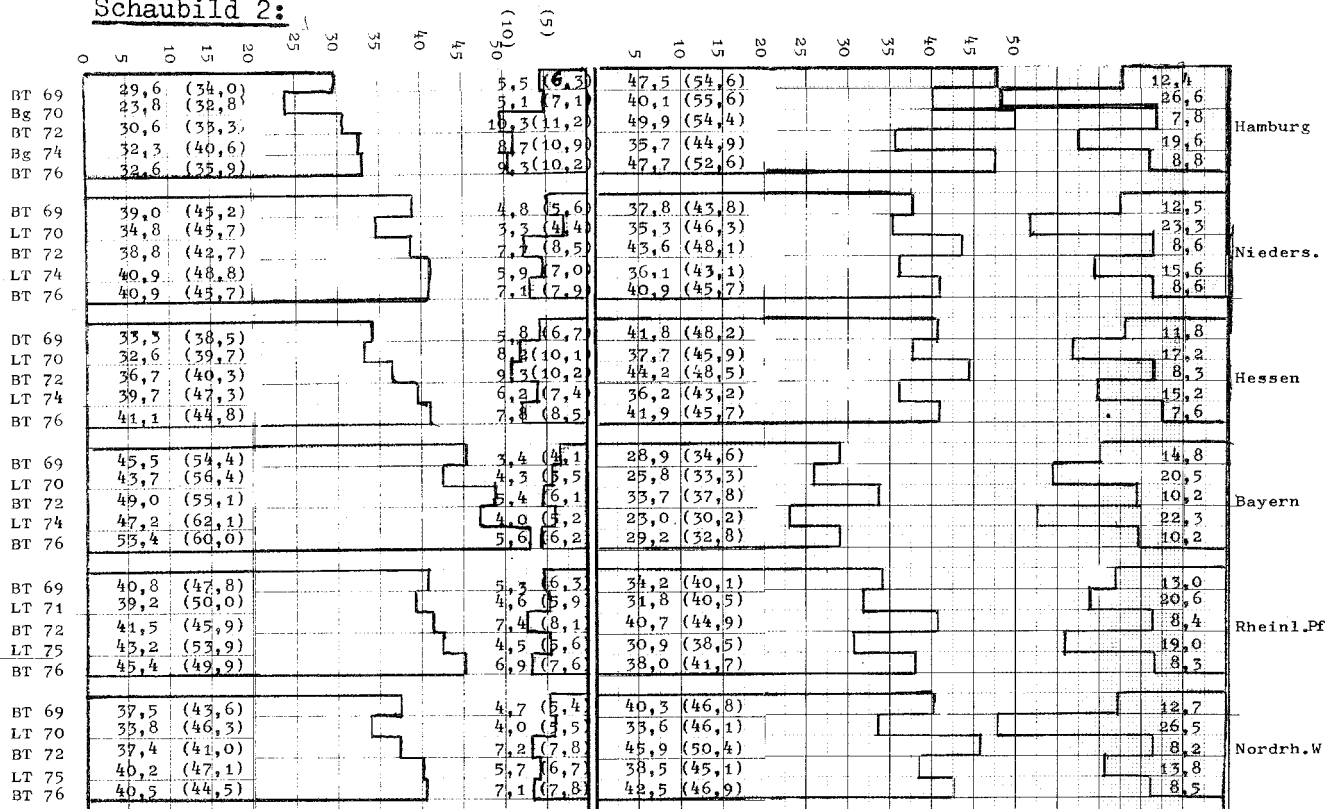 Schaubild 2:
0 5 10 15 20 25 30 35 40 45 50 (10) (5) 5 10 15 20 25 30 35 40 45 50
BT 69 29,6 (34,0) 5,5 (6,3) 47,5 (54,6) 12,4
Bg 70 23,8 (32,8) 5,1 (7,1) 40,1 (55,6) 26,6
BT 72 30,6 (33,3) 10,3 (11,2) 49,9 (54,4) 7,8 Hamburg
Bg 74 32,3 (40,6) 8,7 (10,9) 35,7 (44,9) 19,6
BT 76 32,6 (35,9) 9,3 (10,2) 47,7 (52,6) 8,8
BT 69 39,0 (45,2) 4,8 (5,6) 37,8 (43,8) 12,5
LT 70 34,8 (45,7) 3,3 (4,4) 35,3 (46,3) 23,3
BT 72 38,8 (42,7) 7,7 (8,5) 43,6 (48,1) 8,6 Nieders.
LT 74 40,9 (48,8) 5,9 (7,0) 36,1 (43,1) 15,6
BT 76 40,9 (45,7) 7,1 (7,9) 40,9 (45,7) 8,6
BT 69 33,3 (38,5) 5,8 (6,7) 41,8 (48,2) 11,8
LT 70 32,6 (39,7) 8,2 (10,1) 37,7 (45,9) 17,2
BT 72 36,7 (40,3) 9,3 (10,2) 44,2 (48,5) 8,3 Hessen
LT 74 39,7 (47,3) 6,2 (7,4) 36,2 (43,2) 15,2
BT 76 41,1 (44,8) 7,8 (8,5) 41,9 (45,7) 7,6
BT 69 45,5 (54,4) 3,4 (4,1) 28,9 (34,6) 14,8
LT 70 43,7 (56,4) 4,3 (5,5) 25,8 (33,3) 20,5
BT 72 49,0 (55,1) 5,4 (6,1) 33,7 (37,8) 10,2 Bayern
LT 74 47,2 (62,1) 4,0 (5,2) 23,0 (30,2) 22,3
BT 76 53,4 (60,0) 5,6 (6,2) 29,2 (32,8) 10,2
BT 69 40,8 (47,8) 5,3 (6,3) 34,2 (40,1) 13,0
LT 71 39,2 (50,0) 4,6 (5,9) 31,8 (40,5) 20,6
BT 72 41,5 (45,9) 7,4 (8,1) 40,7 (44,9) 8,4 Rheinl.Pf
LT 75 43,2 (53,9) 4,5 (5,6) 30,9 (38,5) 19,0
BT 76 45,4 (49,9) 6,9 (7,6) 38,0 (41,7) 8,3
BT 69 37,5 (43,6) 4,7 (5,4) 40,3 (46,8) 12,7
LT 70 33,8 (46,3) 4,0 (5,5) 33,6 (46,1) 26,5
BT 72 37,4 (41,0) 7,2 (7,8) 45,9 (50,4) 8,2 Nordrh.W
LT 75 40,2 (47,1) 5,7 (6,7) 38,5 (45,1) 13,8
BT 76 40,5 (44,5) 7,1 (7,8) 42,5 (46,9) 8,5